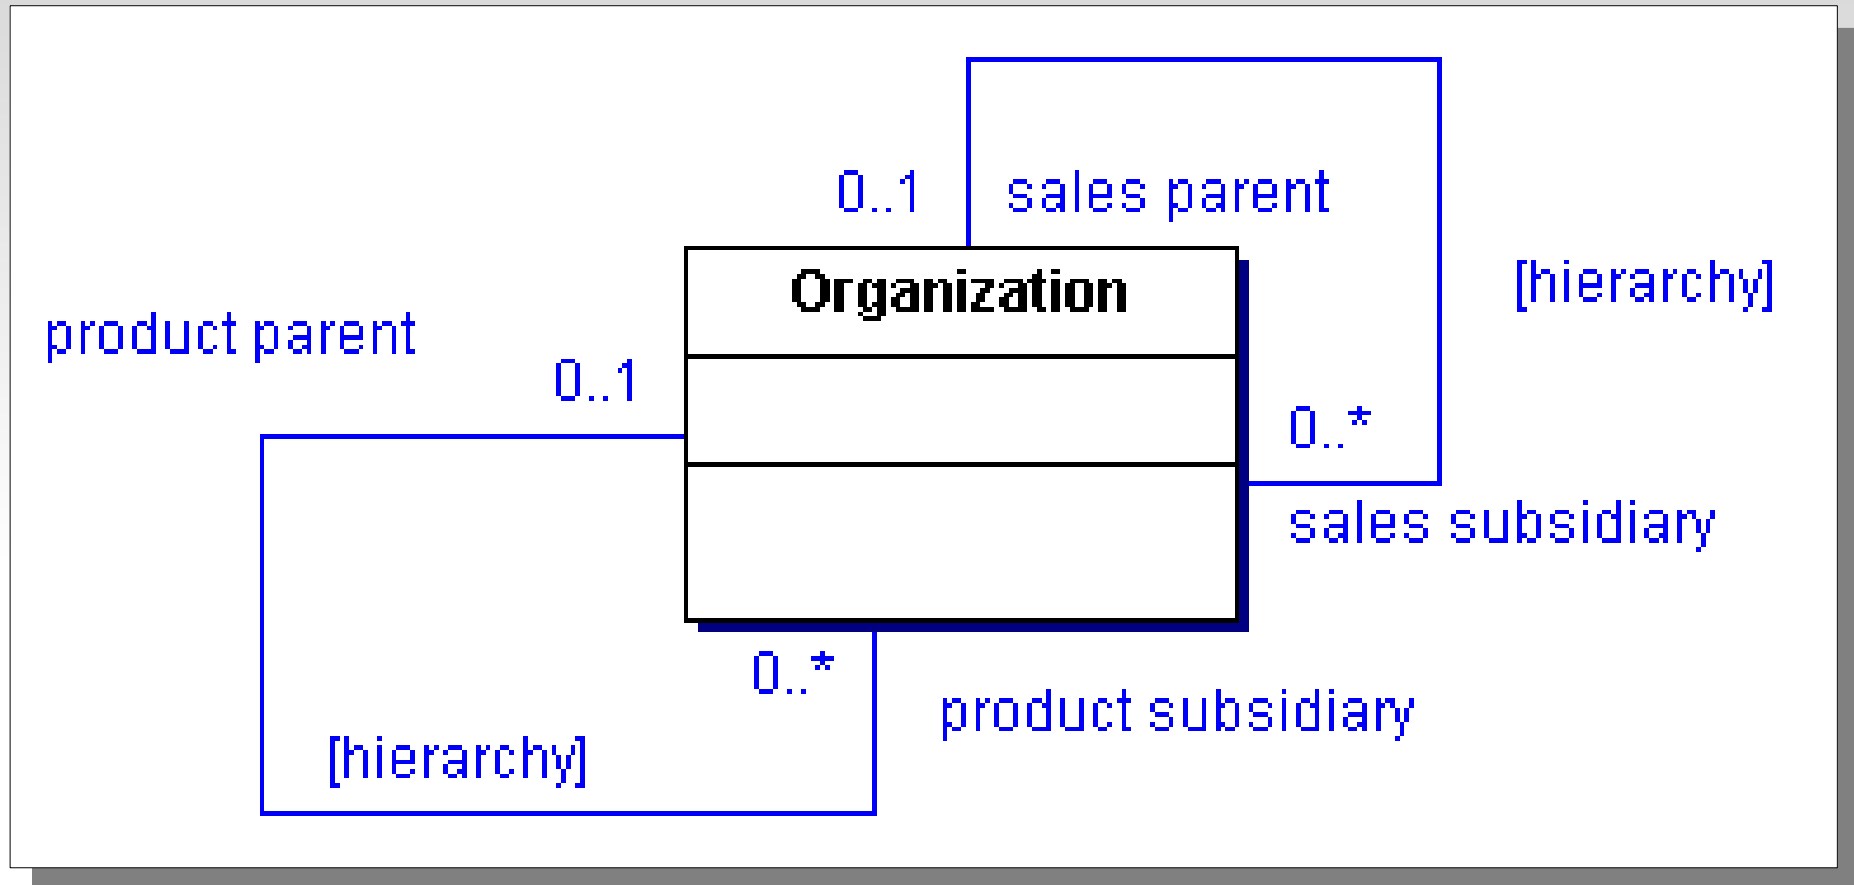 0..1 sales parent
Organization
[hierarchy]
product parent
0..1
0..*
sales subsidiary
0..*
product subsidiary
[hierarchy]